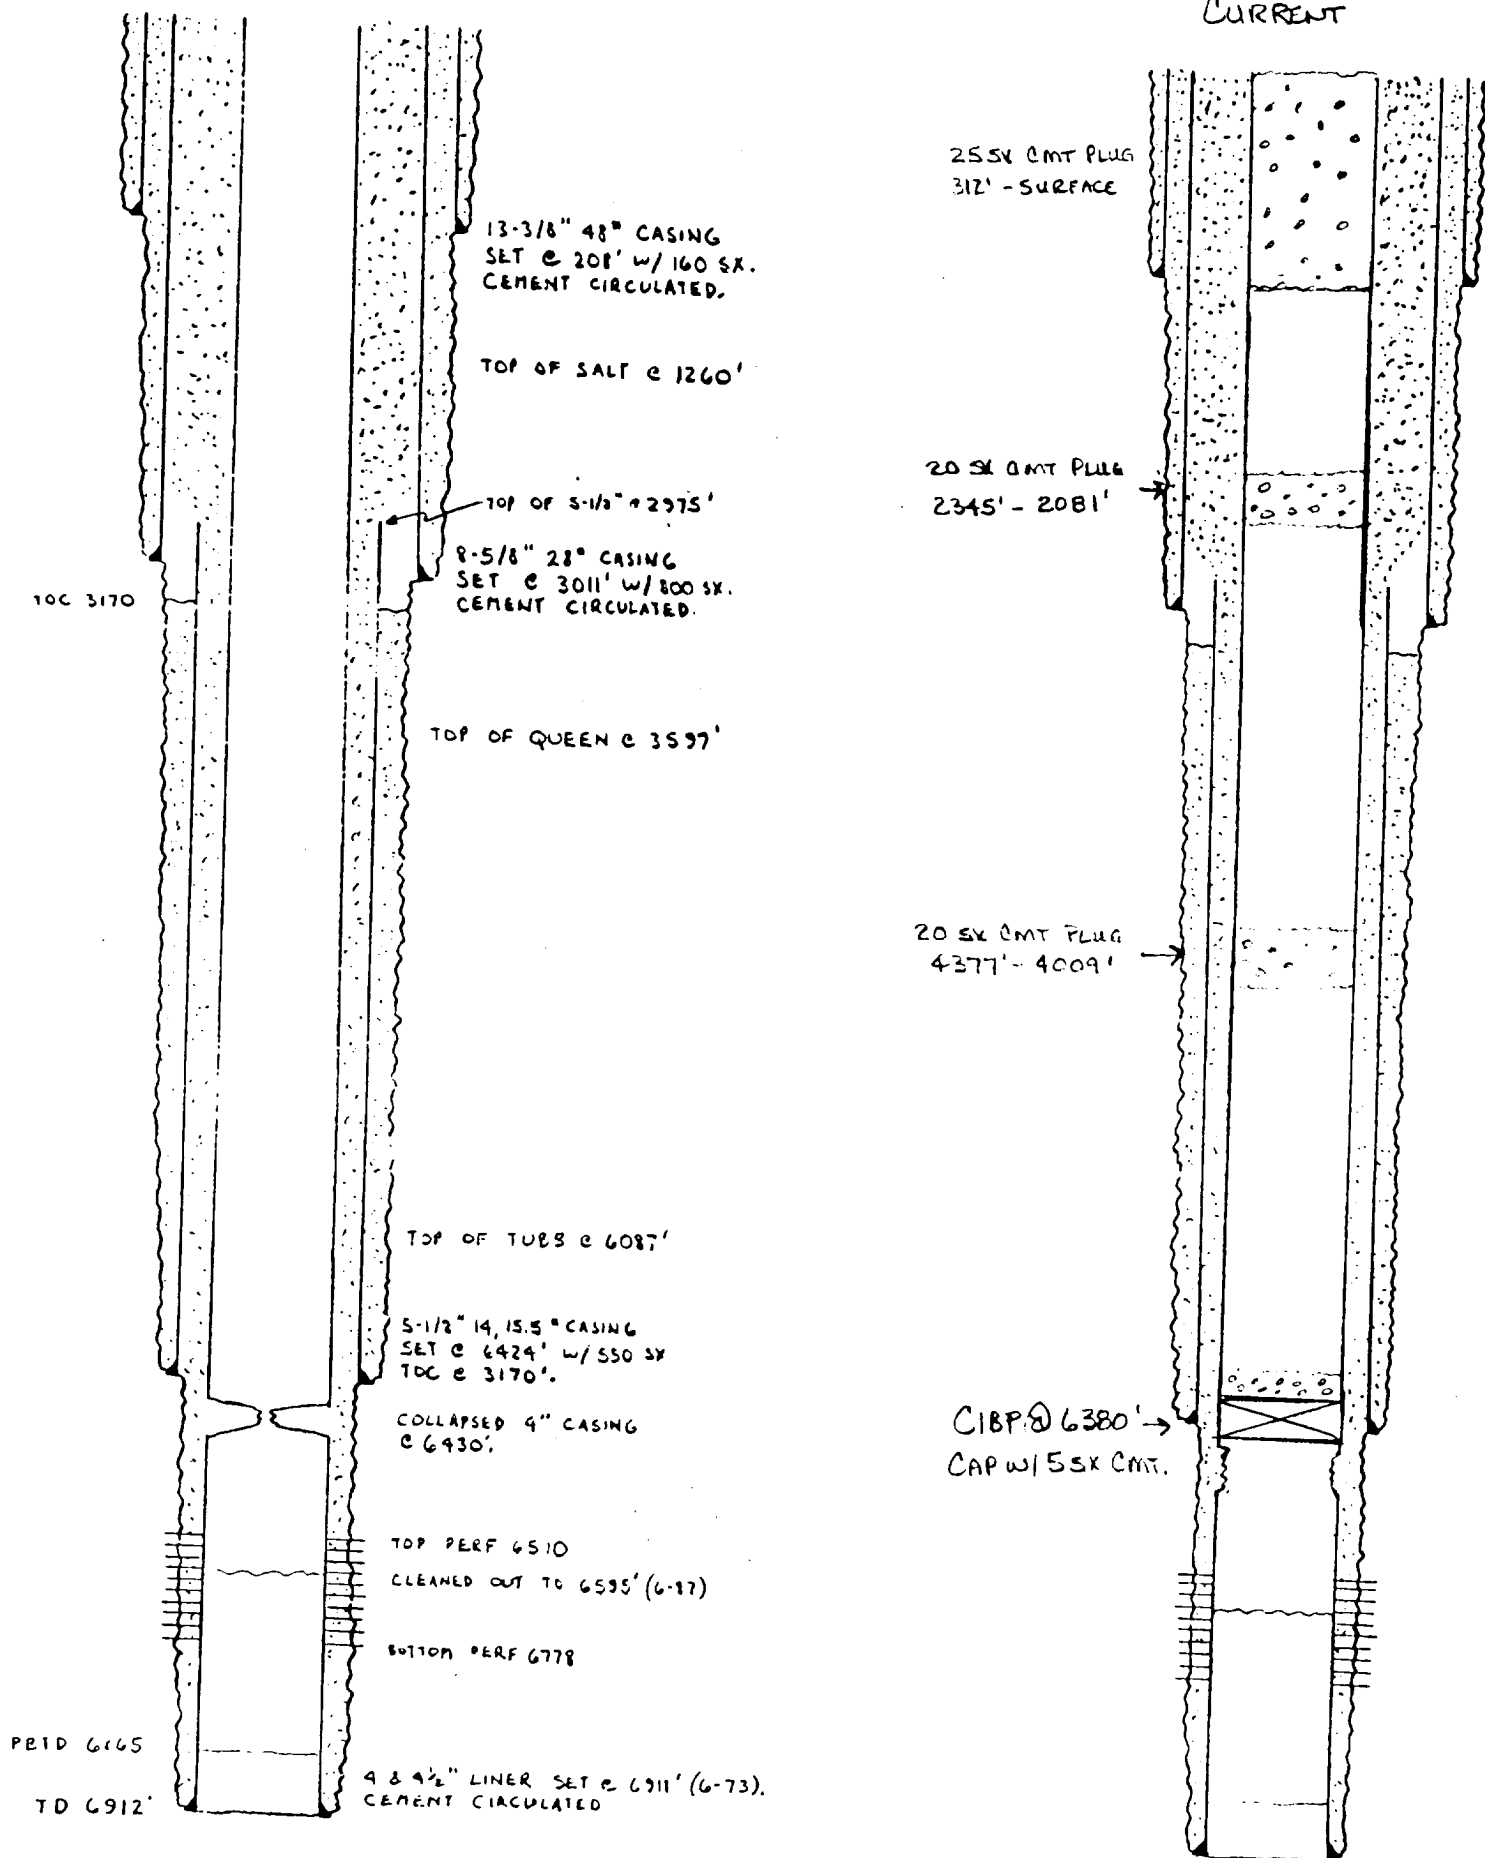 CURRENT
13-3/8" 48# CASING
SET @ 208' W/ 160 SX.
CEMENT CIRCULATED.
TOP OF SALT @ 1260'
TOP OF 5-1/2" @ 2975'
8-5/8" 28# CASING
SET @ 3011' W/ 800 SX.
CEMENT CIRCULATED.
TOC 3170
TOP OF QUEEN @ 3597'
TOP OF TUBB @ 6087'
5-1/2" 14, 15.5# CASING
SET @ 6424' W/ 550 SX
TOC @ 3170'.
COLLAPSED 4" CASING
@ 6430'.
TOP PERF 6510
CLEANED OUT TO 6595' (6-87)
BOTTOM PERF 6778
PBTD
TD 6912'
4 & 4½" LINER SET @ 6911' (6-73).
CEMENT CIRCULATED
25 SX CMT PLUG
312' - SURFACE
20 SX CMT PLUG
2345' - 2081'
20 SX CMT PLUG
4377' - 4009'
CIBP @ 6380'
CAP W/ 5 SX CMT.